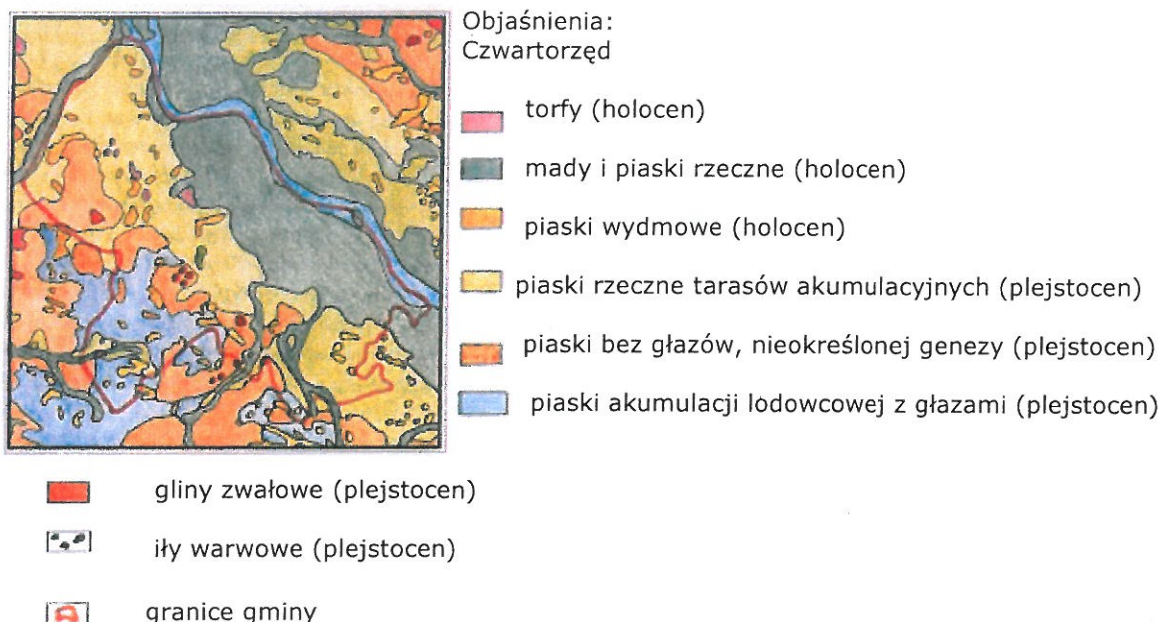 Objaśnienia:
Czwartorzęd
torfy (holocen)
mady i piaski rzeczne (holocen)
piaski wydmowe (holocen)
piaski rzeczne tarasów akumulacyjnych (plejstocen)
piaski bez głazów, nieokreślonej genezy (plejstocen)
piaski akumulacji lodowcowej z głazami (plejstocen)
gliny zwałowe (plejstocen)
iły warwowe (plejstocen)
granice gminy